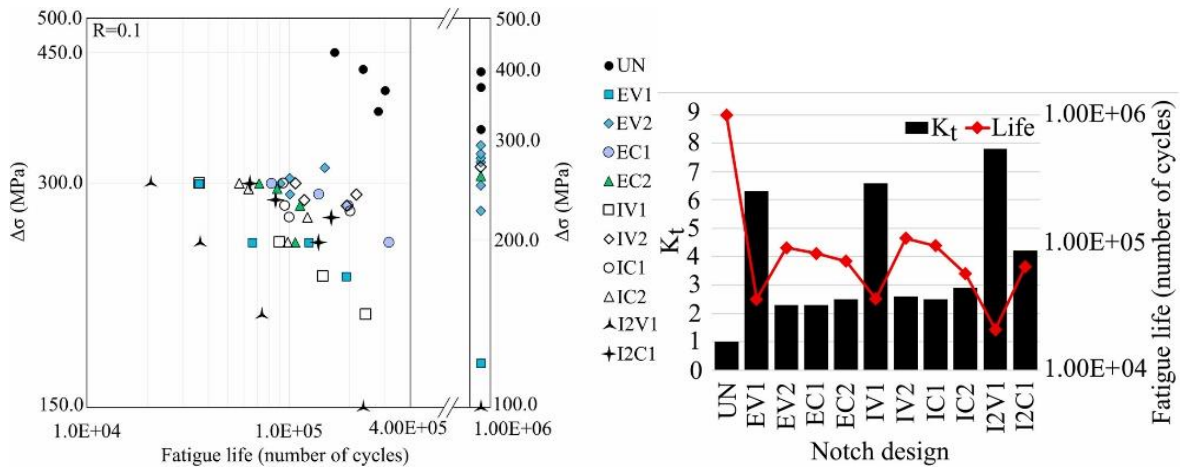 500.0
450.0
300.0
150.0
Δσ (MPa)
R=0.1
1.0E+04
1.0E+05
4.00E+05
1.00E+06
Fatigue life (number of cycles)
500.0
400.0
300.0
200.0
100.0
Δσ (MPa)
UN
EV1
EV2
EC1
EC2
IV1
IV2
IC1
IC2
I2V1
I2C1
9
8
7
6
5
4
3
2
1
0
Kt
Kt Life
1.00E+06
1.00E+05
1.00E+04
Fatigue life (number of cycles)
UN
EV1
EV2
EC1
EC2
IV1
IV2
IC1
IC2
I2V1
I2C1
Notch design